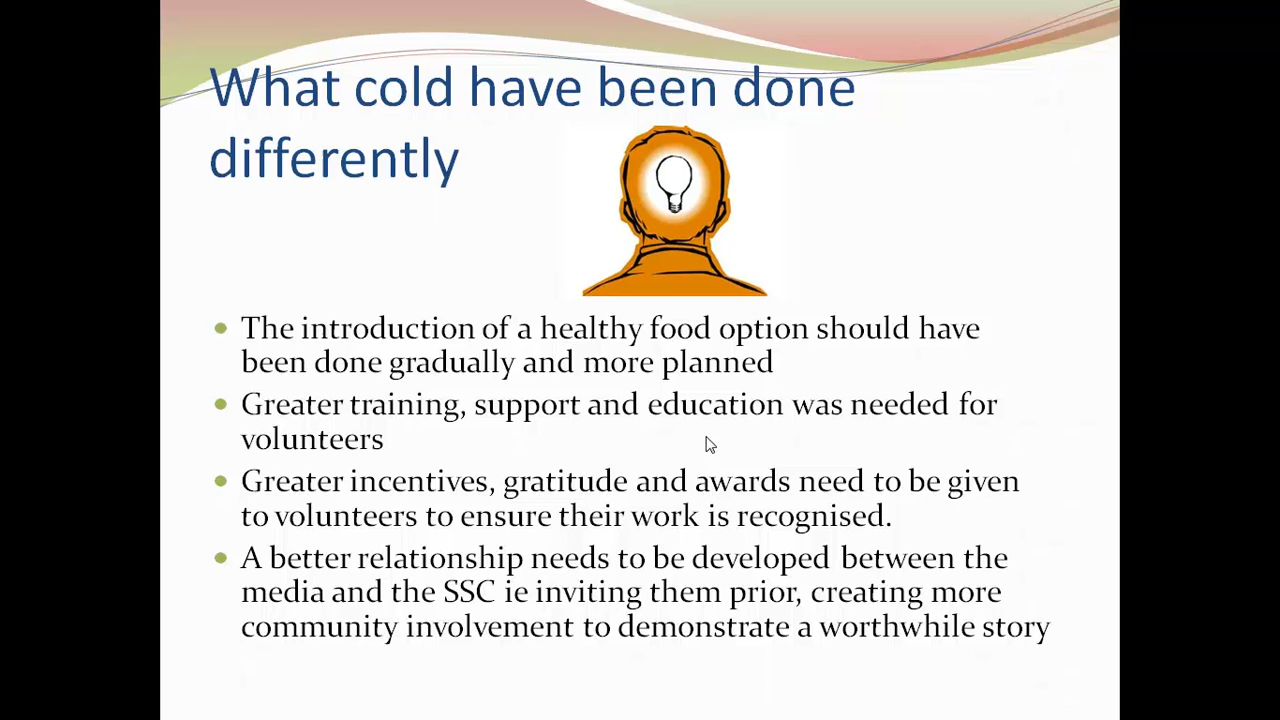 What cold have been done
differently
The introduction of a healthy food option should have
been done gradually and more planned
Greater training, support and education was needed for
volunteers
Greater incentives, gratitude and awards need to be given
to volunteers to ensure their work is recognised.
A better relationship needs to be developed between the
media and the SSC ie inviting them prior, creating more
community involvement to demonstrate a worthwhile story